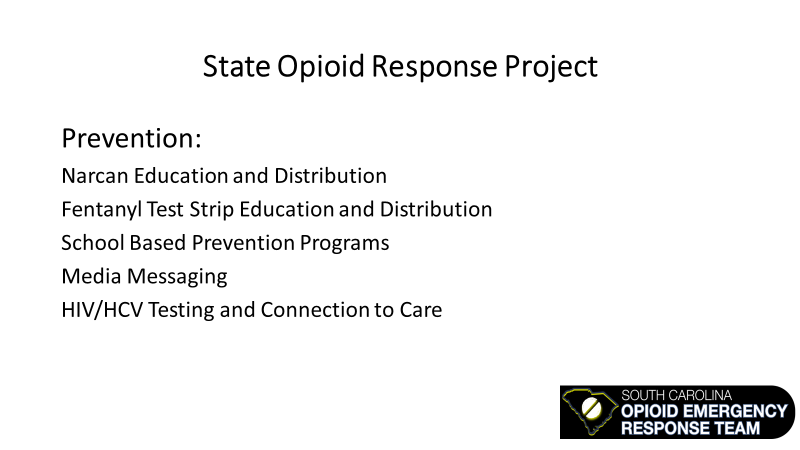 State Opioid Response Project
Prevention:
Narcan Education and Distribution
Fentanyl Test Strip Education and Distribution
School Based Prevention Programs
Media Messaging
HIV/HCV Testing and Connection to Care
SOUTH CAROLINA
OPIOID EMERGENCY
RESPONSE TEAM